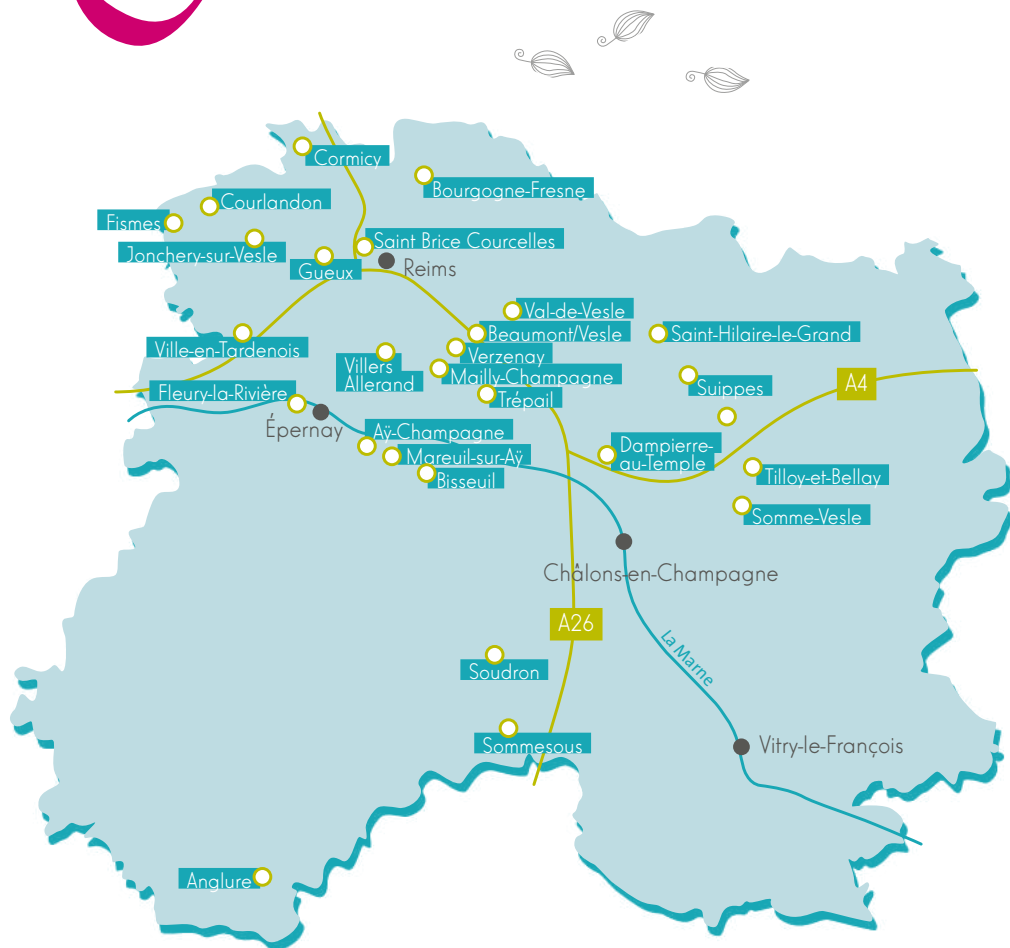 Cormicy
Bourgogne-Fresne
Courlandon
Fismes
Saint Brice Courcelles
Jonchery-sur-Vesle
Gueux
Reims
Val-de-Vesle
Beaumont/Vesle
Saint-Hilaire-le-Grand
Ville-en-Tardenois
Verzenay
Villers
Allerand
Mailly-Champagne
Suippes
A4
Fleury-la-Rivière
Trépail
Épernay
Aÿ-Champagne
Dampierre-
au-Temple
Mareuil-sur-Aÿ
Bisseuil
Tilloy-et-Bellay
Somme-Vesle
Châlons-en-Champagne
A26
La Marne
Soudron
Sommesous
Vitry-le-François
Anglure